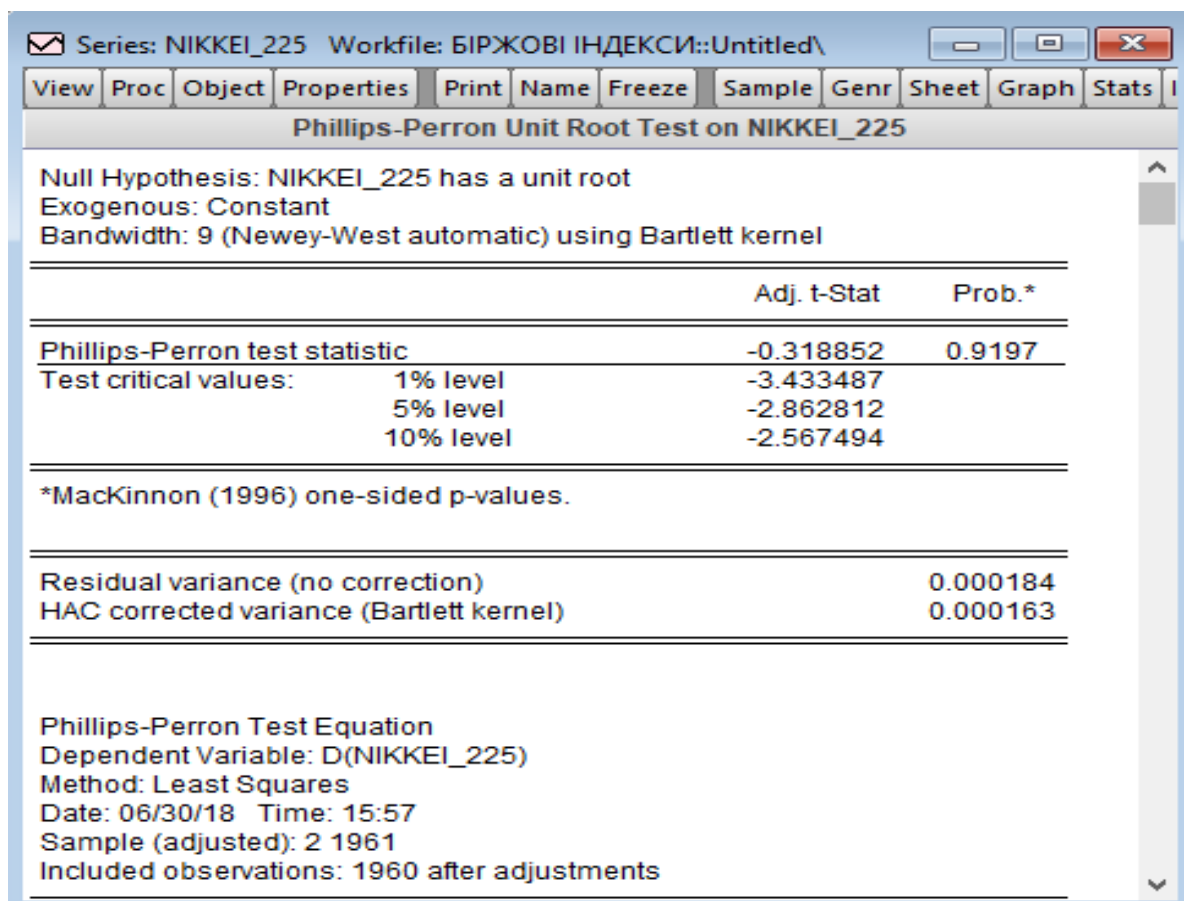 Series: NIKKEI_225 Workfile: БІРЖОВІ ІНДЕКСИ::Untitled\
View Proc Object Properties Print Name Freeze Sample Genr Sheet Graph Stats
Phillips-Perron Unit Root Test on NIKKEI_225
Null Hypothesis: NIKKEI_225 has a unit root
Exogenous: Constant
Bandwidth: 9 (Newey-West automatic) using Bartlett kernel
Adj. t-Stat Prob.*
Phillips-Perron test statistic -0.318852 0.9197
Test critical values: 1% level -3.433487
5% level -2.862812
10% level -2.567494
*MacKinnon (1996) one-sided p-values.
Residual variance (no correction) 0.000184
HAC corrected variance (Bartlett kernel) 0.000163
Phillips-Perron Test Equation
Dependent Variable: D(NIKKEI_225)
Method: Least Squares
Date: 06/30/18 Time: 15:57
Sample (adjusted): 2 1961
Included observations: 1960 after adjustments